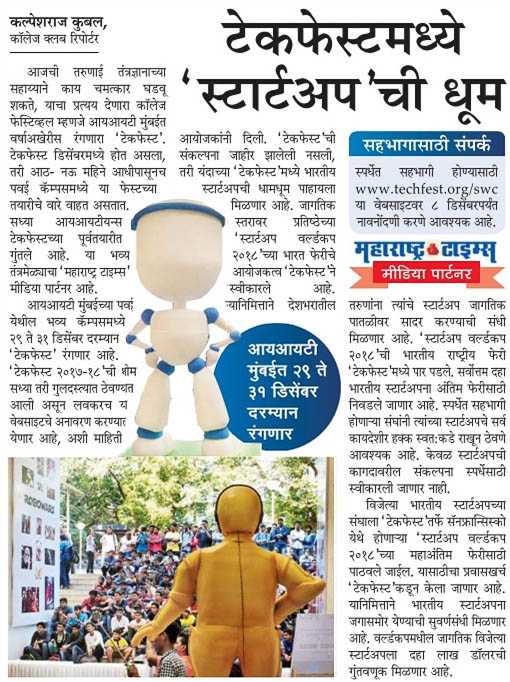 कल्पेशराज कुबल,
कॉलेज क्लब रिपोर्टर
टेकफेस्टमध्ये
‘स्टार्टअप’ची धूम
आजची तरुणाई तंत्रज्ञानाच्या
सहाय्याने काय चमत्कार घडवू
शकते, याचा प्रत्यय देणारा कॉलेज
फेस्टिव्हल म्हणजे आयआयटी मुंबईत
वर्षाअखेरीस रंगणारा ‘टेकफेस्ट’.
टेकफेस्ट डिसेंबरमध्ये होत असला,
तरी आठ- नऊ महिने आधीपासूनच
पवई कॅम्पसमध्ये या फेस्टच्या
तयारीचे वारे वाहत असतात.
सध्या आयआयटीयन्स
टेकफेस्टच्या पूर्वतयारीत
गुंतले आहे. या भव्य
तंत्रमेळ्याचा ‘महाराष्ट्र टाइम्स’
मीडिया पार्टनर आहे.
आयआयटी मुंबईच्या पवई
येथील भव्य कॅम्पसमध्ये
२९ ते ३१ डिसेंबर दरम्यान
‘टेकफेस्ट’ रंगणार आहे.
‘टेकफेस्ट २०१७-१८’ची थीम
सध्या तरी गुलदस्त्यात ठेवण्यात
आली असून लवकरच या
वेबसाइटचे अनावरण करण्यात
येणार आहे, अशी माहिती
आयोजकांनी दिली. ‘टेकफेस्ट’ची
संकल्पना जाहीर झालेली नसली,
तरी यंदाच्या ‘टेकफेस्ट’मध्ये भारतीय
स्टार्टअपची धामधूम पाहायला
मिळणार आहे. जागतिक
स्तरावर प्रतिष्ठेच्या
‘स्टार्टअप वर्ल्डकप
२०१८’च्या भारत फेरीचे
आयोजकत्व ‘टेकफेस्ट’ने
स्वीकारले आहे.
यानिमित्ताने देशभरातील
आयआयटी
मुंबईत २९ ते
३१ डिसेंबर
दरम्यान
रंगणार
सहभागासाठी संपर्क
स्पर्धेत सहभागी होण्यासाठी
www.techfest.org/swc
या वेबसाइटवर ८ डिसेंबरपर्यंत
नावनोंदणी करणे आवश्यक आहे.
महाराष्ट्र टाइम्स
मीडिया पार्टनर
तरुणांना त्यांचे स्टार्टअप जागतिक
पातळीवर सादर करण्याची संधी
मिळणार आहे. ‘स्टार्टअप वर्ल्डकप
२०१८’ची भारतीय राष्ट्रीय फेरी
‘टेकफेस्ट’मध्ये पार पडले. सर्वोत्तम दहा
भारतीय स्टार्टअपना अंतिम फेरीसाठी
निवडले जाणार आहे. स्पर्धेत सहभागी
होणाऱ्या संघांनी त्यांच्या स्टार्टअपचे सर्व
कायदेशीर हक्क स्वत:कडे राखून ठेवणे
आवश्यक आहे. केवळ स्टार्टअपची
कागदावरील संकल्पना स्पर्धेसाठी
स्वीकारली जाणार नाही.
विजेत्या भारतीय स्टार्टअपच्या
संघाला ‘टेकफेस्ट’तर्फे सॅनफ्रान्सिस्को
येथे होणाऱ्या ‘स्टार्टअप वर्ल्डकप
२०१८’च्या महाअंतिम फेरीसाठी
पाठवले जाईल. यासाठीचा प्रवासखर्च
‘टेकफेस्ट’कडून केला जाणार आहे.
यानिमित्ताने भारतीय स्टार्टअपना
जगासमोर येण्याची सुवर्णसंधी मिळणार
आहे. वर्ल्डकपमधील जागतिक विजेत्या
स्टार्टअपला दहा लाख डॉलरची
गुंतवणूक मिळणार आहे.
ROBOWARS